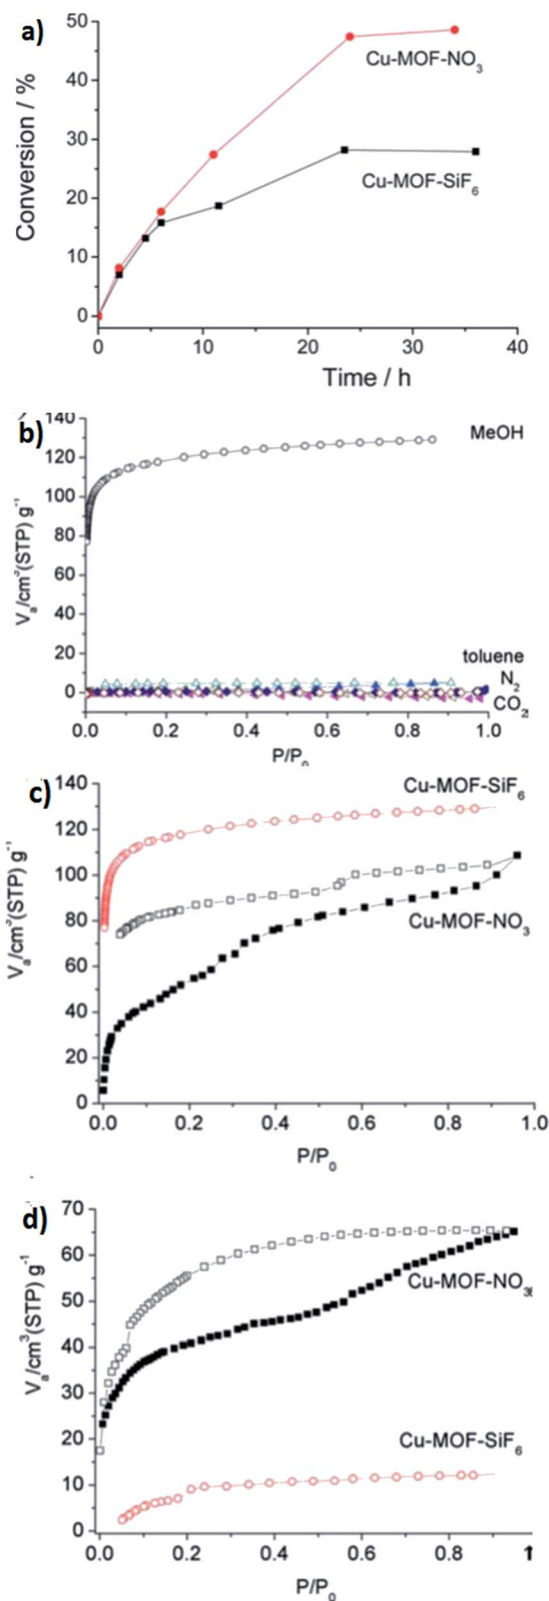 a)
50
40
30
20
10
0
Conversion / %
Cu-MOF-NO3
Cu-MOF-SiF6
0 10 20 30 40
Time / h
b)
140
120
100
80
60
40
20
0
Va/cm3(STP) g-1
MeOH
toluene
N2
CO2
0.0 0.2 0.4 0.6 0.8 1.0
P/P0
c)
140
120
100
80
60
40
20
0
Va/cm3(STP) g-1
Cu-MOF-SiF6
Cu-MOF-NO3
0.0 0.2 0.4 0.6 0.8 1.0
P/P0
d)
70
60
50
40
30
20
10
0
Va/cm3(STP) g-1
Cu-MOF-NO3
Cu-MOF-SiF6
0.0 0.2 0.4 0.6 0.8 1
P/P0